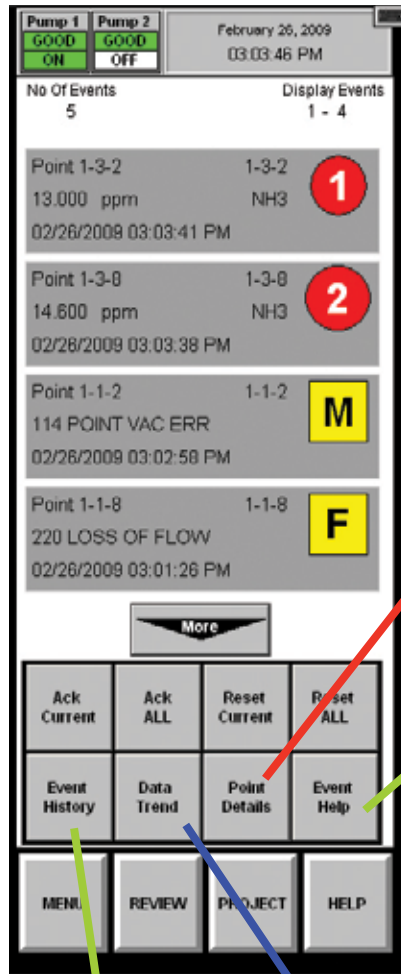 Pump 1 Pump 2
GOOD GOOD
ON OFF
February 26, 2009
03:03:46 PM
No Of Events Display Events
5 1 - 4
Point 1-3-2 1-3-2 1
13.000 ppm NH3
02/26/2009 03:03:41 PM
Point 1-3-8 1-3-8 2
14.600 ppm NH3
02/26/2009 03:03:38 PM
Point 1-1-2 1-1-2 M
114 POINT VAC ERR
02/26/2009 03:02:58 PM
Point 1-1-8 1-1-8 F
220 LOSS OF FLOW
02/26/2009 03:01:26 PM
More
Ack Ack Reset Reset
Current ALL Current ALL
Event Data Point Event
History Trend Details Help
MENU REVIEW PROJECT HELP